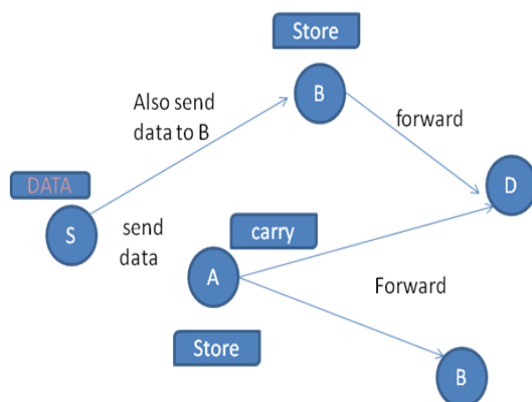 Store
B
Also send
data to B
forward
DATA
D
S
send
data
carry
A
Forward
Store
B